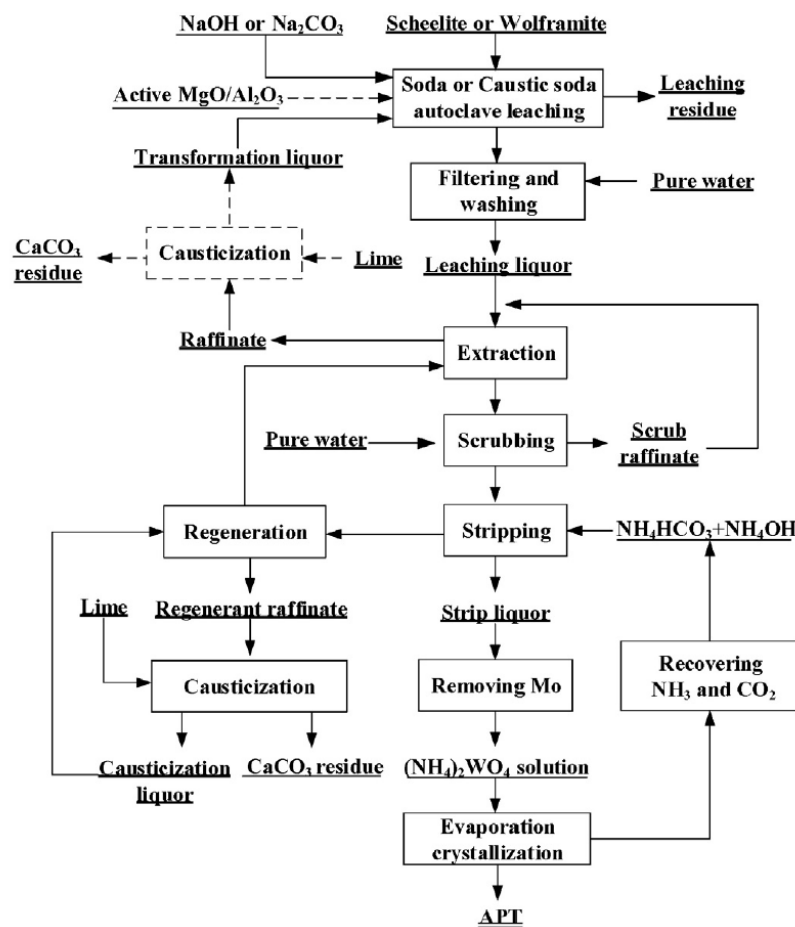 NaOH or Na₂CO₃
Scheelite or Wolframite
Active MgO/Al₂O₃
Soda or Caustic soda
autoclave leaching
Leaching
residue
Transformation liquor
Filtering and
washing
Pure water
CaCO₃
residue
Causticization
Lime
Leaching liquor
Raffinate
Extraction
Pure water
Scrubbing
Scrub
raffinate
Regeneration
Stripping
NH₄HCO₃+NH₄OH
Lime
Regenerant raffinate
Strip liquor
Causticization
Removing Mo
Recovering
NH₃ and CO₂
Causticization
liquor
CaCO₃ residue
(NH₄)₂WO₄ solution
Evaporation
crystallization
APT